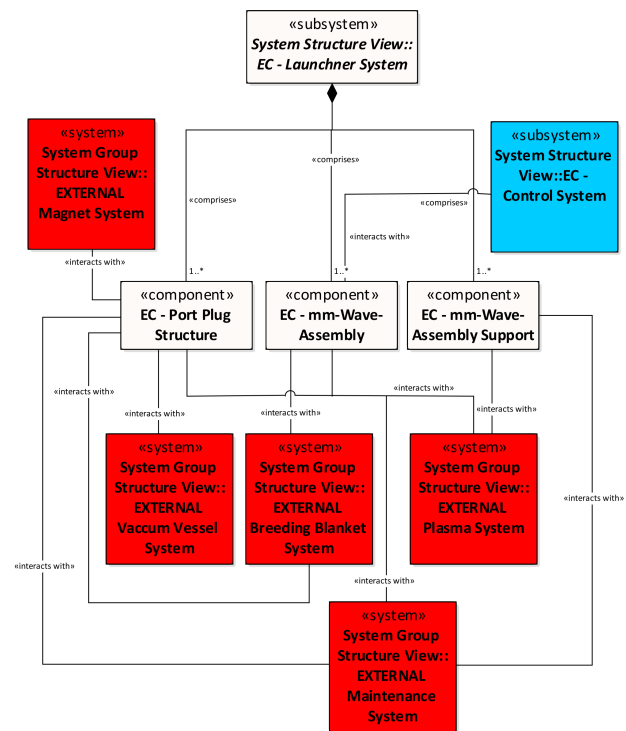 «subsystem»
System Structure View::
EC - Launchner System
«system»
System Group
Structure View::
EXTERNAL
Magnet System
«subsystem»
System Structure
View::EC -
Control System
«comprises»
«comprises»
«comprises»
«interacts with»
«interacts with»
1..*
1..*
1..*
«component»
EC - Port Plug
Structure
«component»
EC - mm-Wave-
Assembly
«component»
EC - mm-Wave-
Assembly Support
«interacts with»
«interacts with»
«interacts with»
«interacts with»
«interacts with»
«system»
System Group
Structure View::
EXTERNAL
Vaccum Vessel
System
«system»
System Group
Structure View::
EXTERNAL
Breeding Blanket
System
«system»
System Group
Structure View::
EXTERNAL
Plasma System
«interacts with»
«interacts with»
«interacts with»
«system»
System Group
Structure View::
EXTERNAL
Maintenance
System